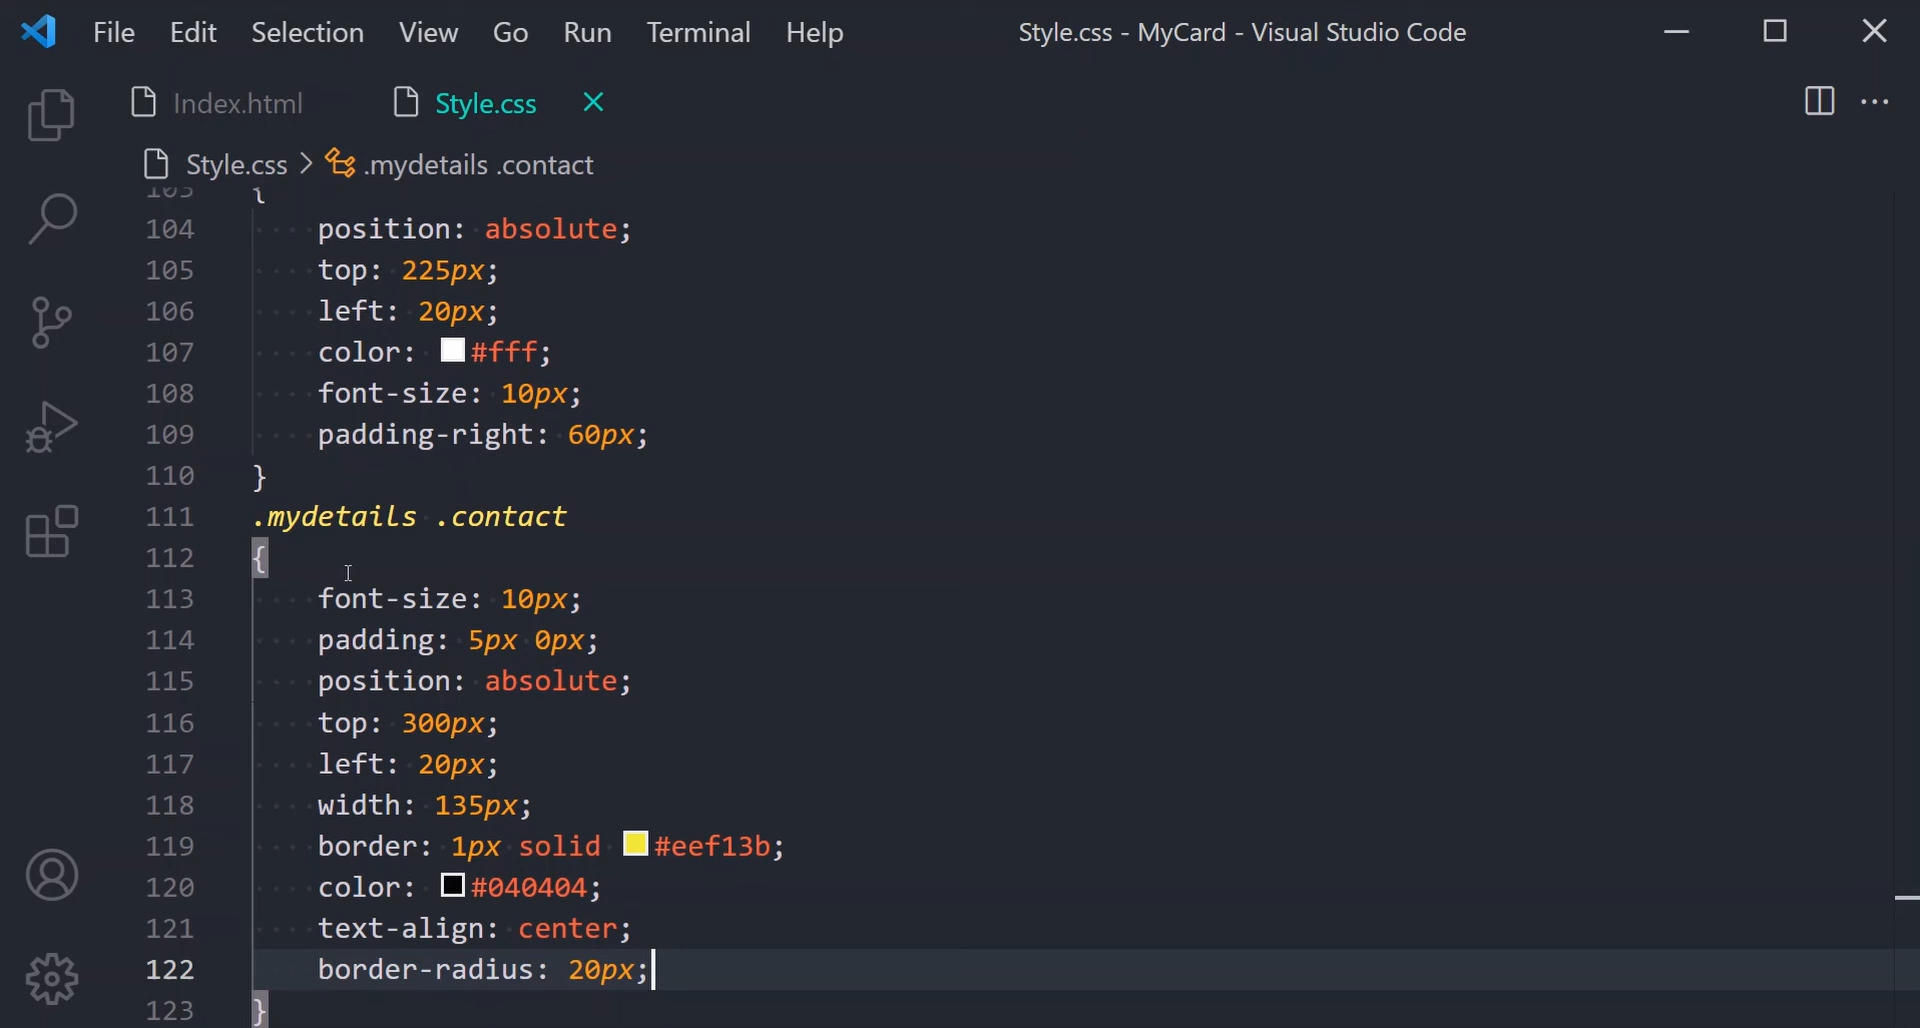 File Edit Selection View Go Run Terminal Help Style.css - MyCard - Visual Studio Code
Index.html Style.css
Style.css > .mydetails .contact
103 {
104 position: absolute;
105 top: 225px;
106 left: 20px;
107 color: #fff;
108 font-size: 10px;
109 padding-right: 60px;
110 }
111 .mydetails .contact
112 {
113 font-size: 10px;
114 padding: 5px 0px;
115 position: absolute;
116 top: 300px;
117 left: 20px;
118 width: 135px;
119 border: 1px solid #eef13b;
120 color: #040404;
121 text-align: center;
122 border-radius: 20px;
123 }